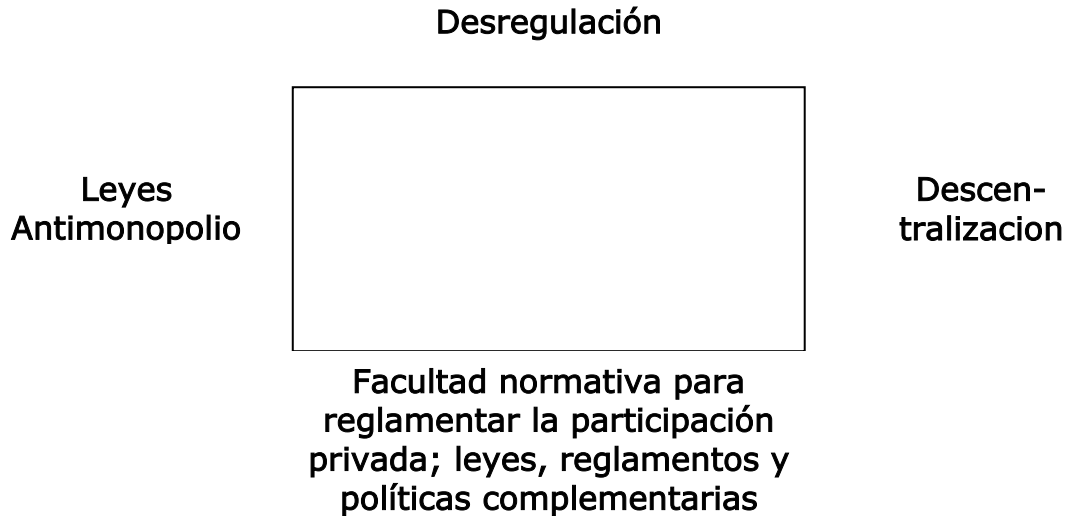 Desregulación
Leyes
Antimonopolio
Descen-
tralizacion
Facultad normativa para
reglamentar la participación
privada; leyes, reglamentos y
políticas complementarias